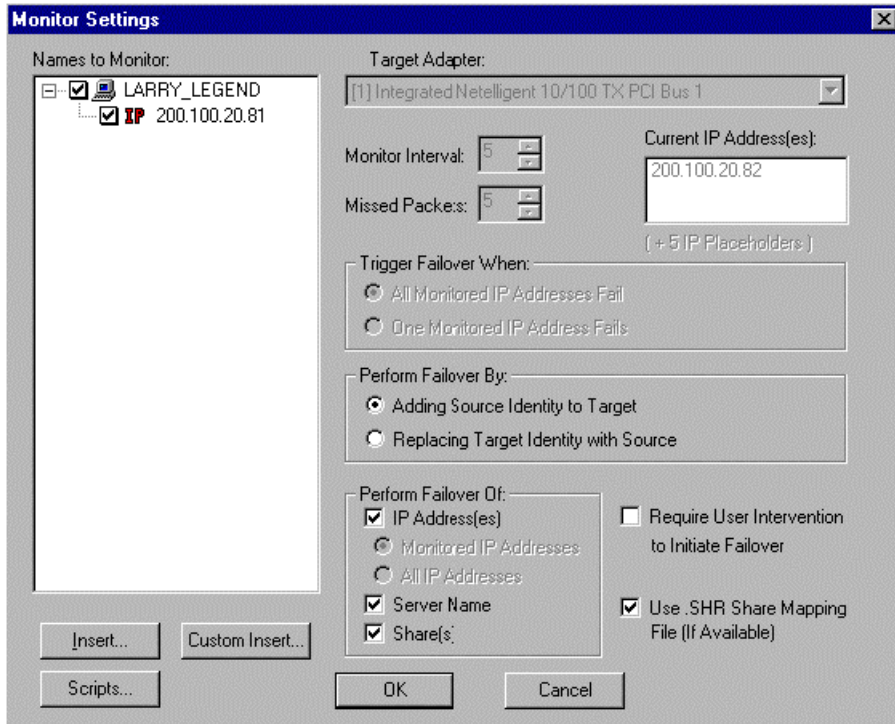 Monitor Settings
Names to Monitor:
LARRY_LEGEND
IP 200.100.20.81
Target Adapter:
[1] Integrated Netelligent 10/100 TX PCI Bus 1
Monitor Interval: 5
Missed Packets: 5
Current IP Address(es):
200.100.20.82
( + 5 IP Placeholders )
Trigger Failover When:
All Monitored IP Addresses Fail
One Monitored IP Address Fails
Perform Failover By:
Adding Source Identity to Target
Replacing Target Identity with Source
Perform Failover Of:
IP Address(es)
Monitored IP Addresses
All IP Addresses
Server Name
Share(s)
Require User Intervention
to Initiate Failover
Use .SHR Share Mapping
File (If Available)
Insert...
Custom Insert...
Scripts...
OK
Cancel